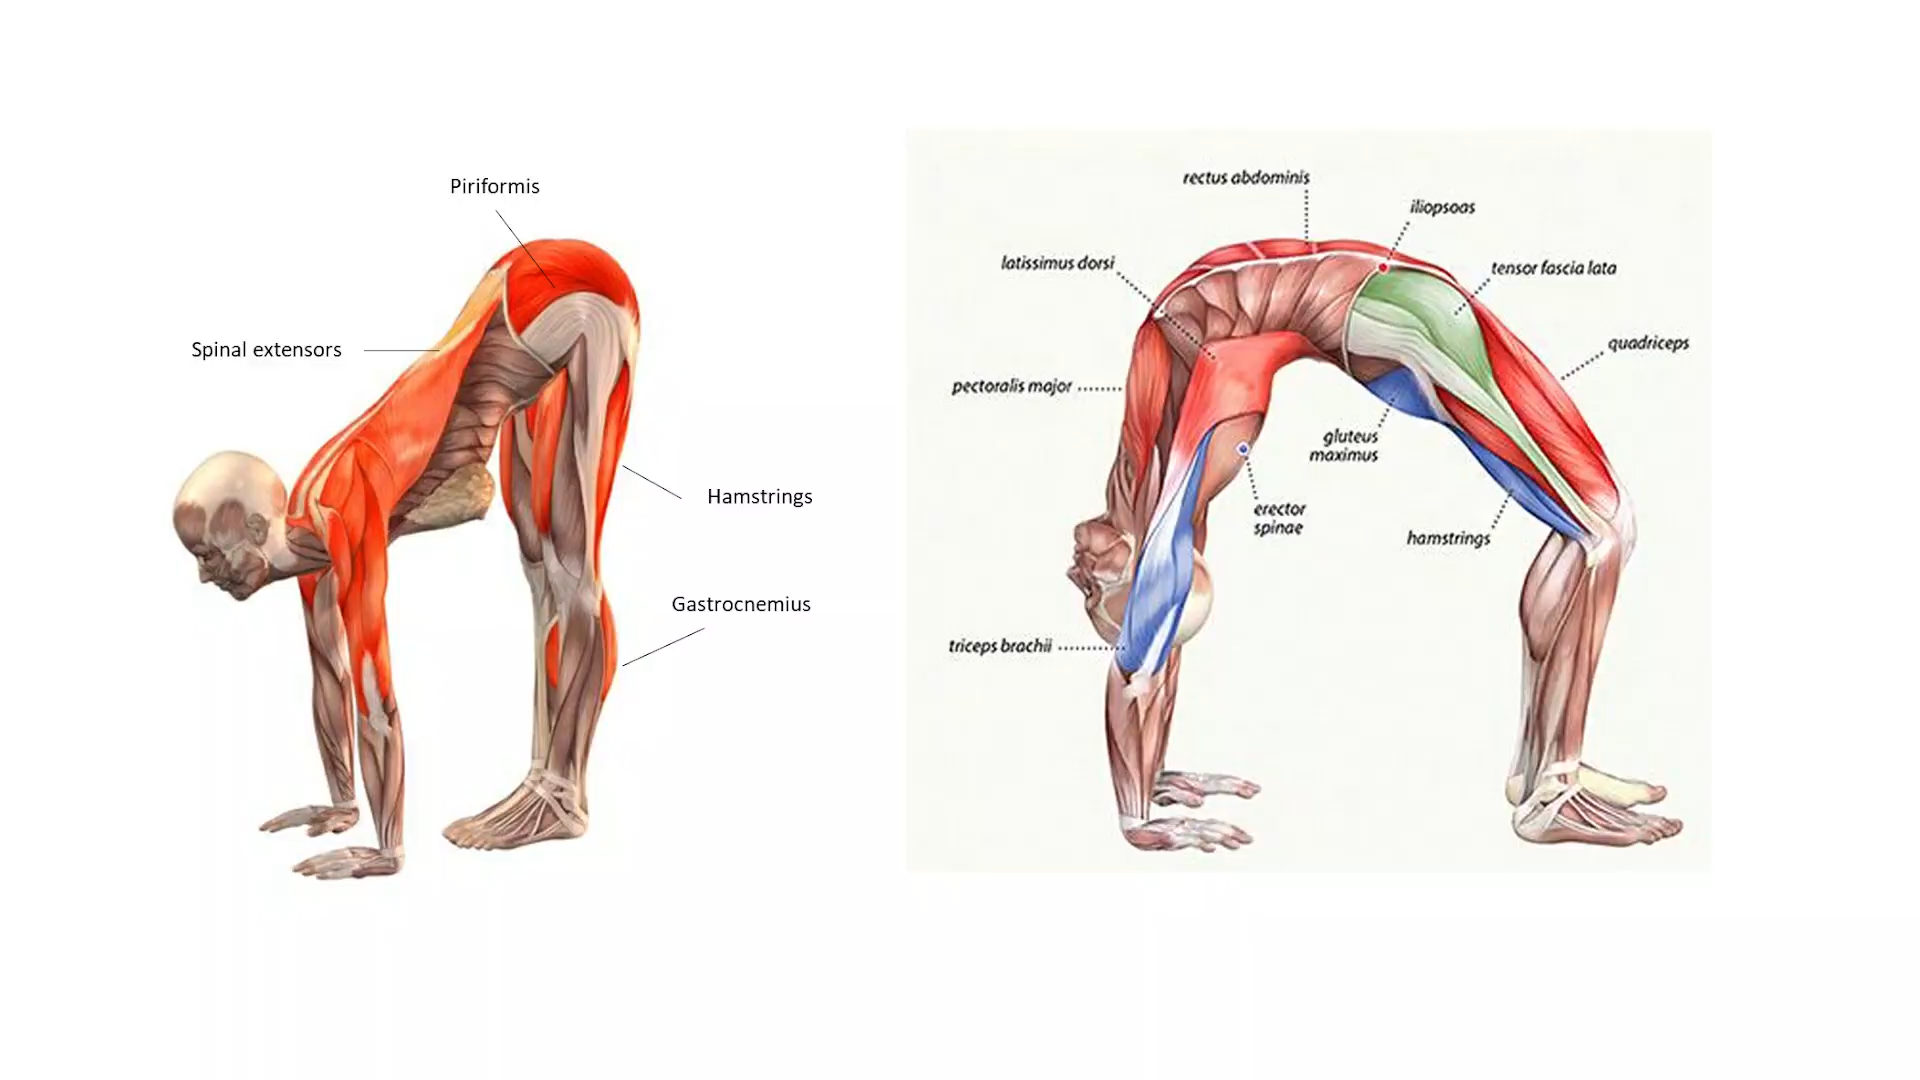 Piriformis
Spinal extensors
Hamstrings
Gastrocnemius
rectus abdominis
iliopsoas
latissimus dorsi
tensor fascia lata
quadriceps
pectoralis major
gluteus
maximus
erector
spinae
hamstrings
triceps brachii